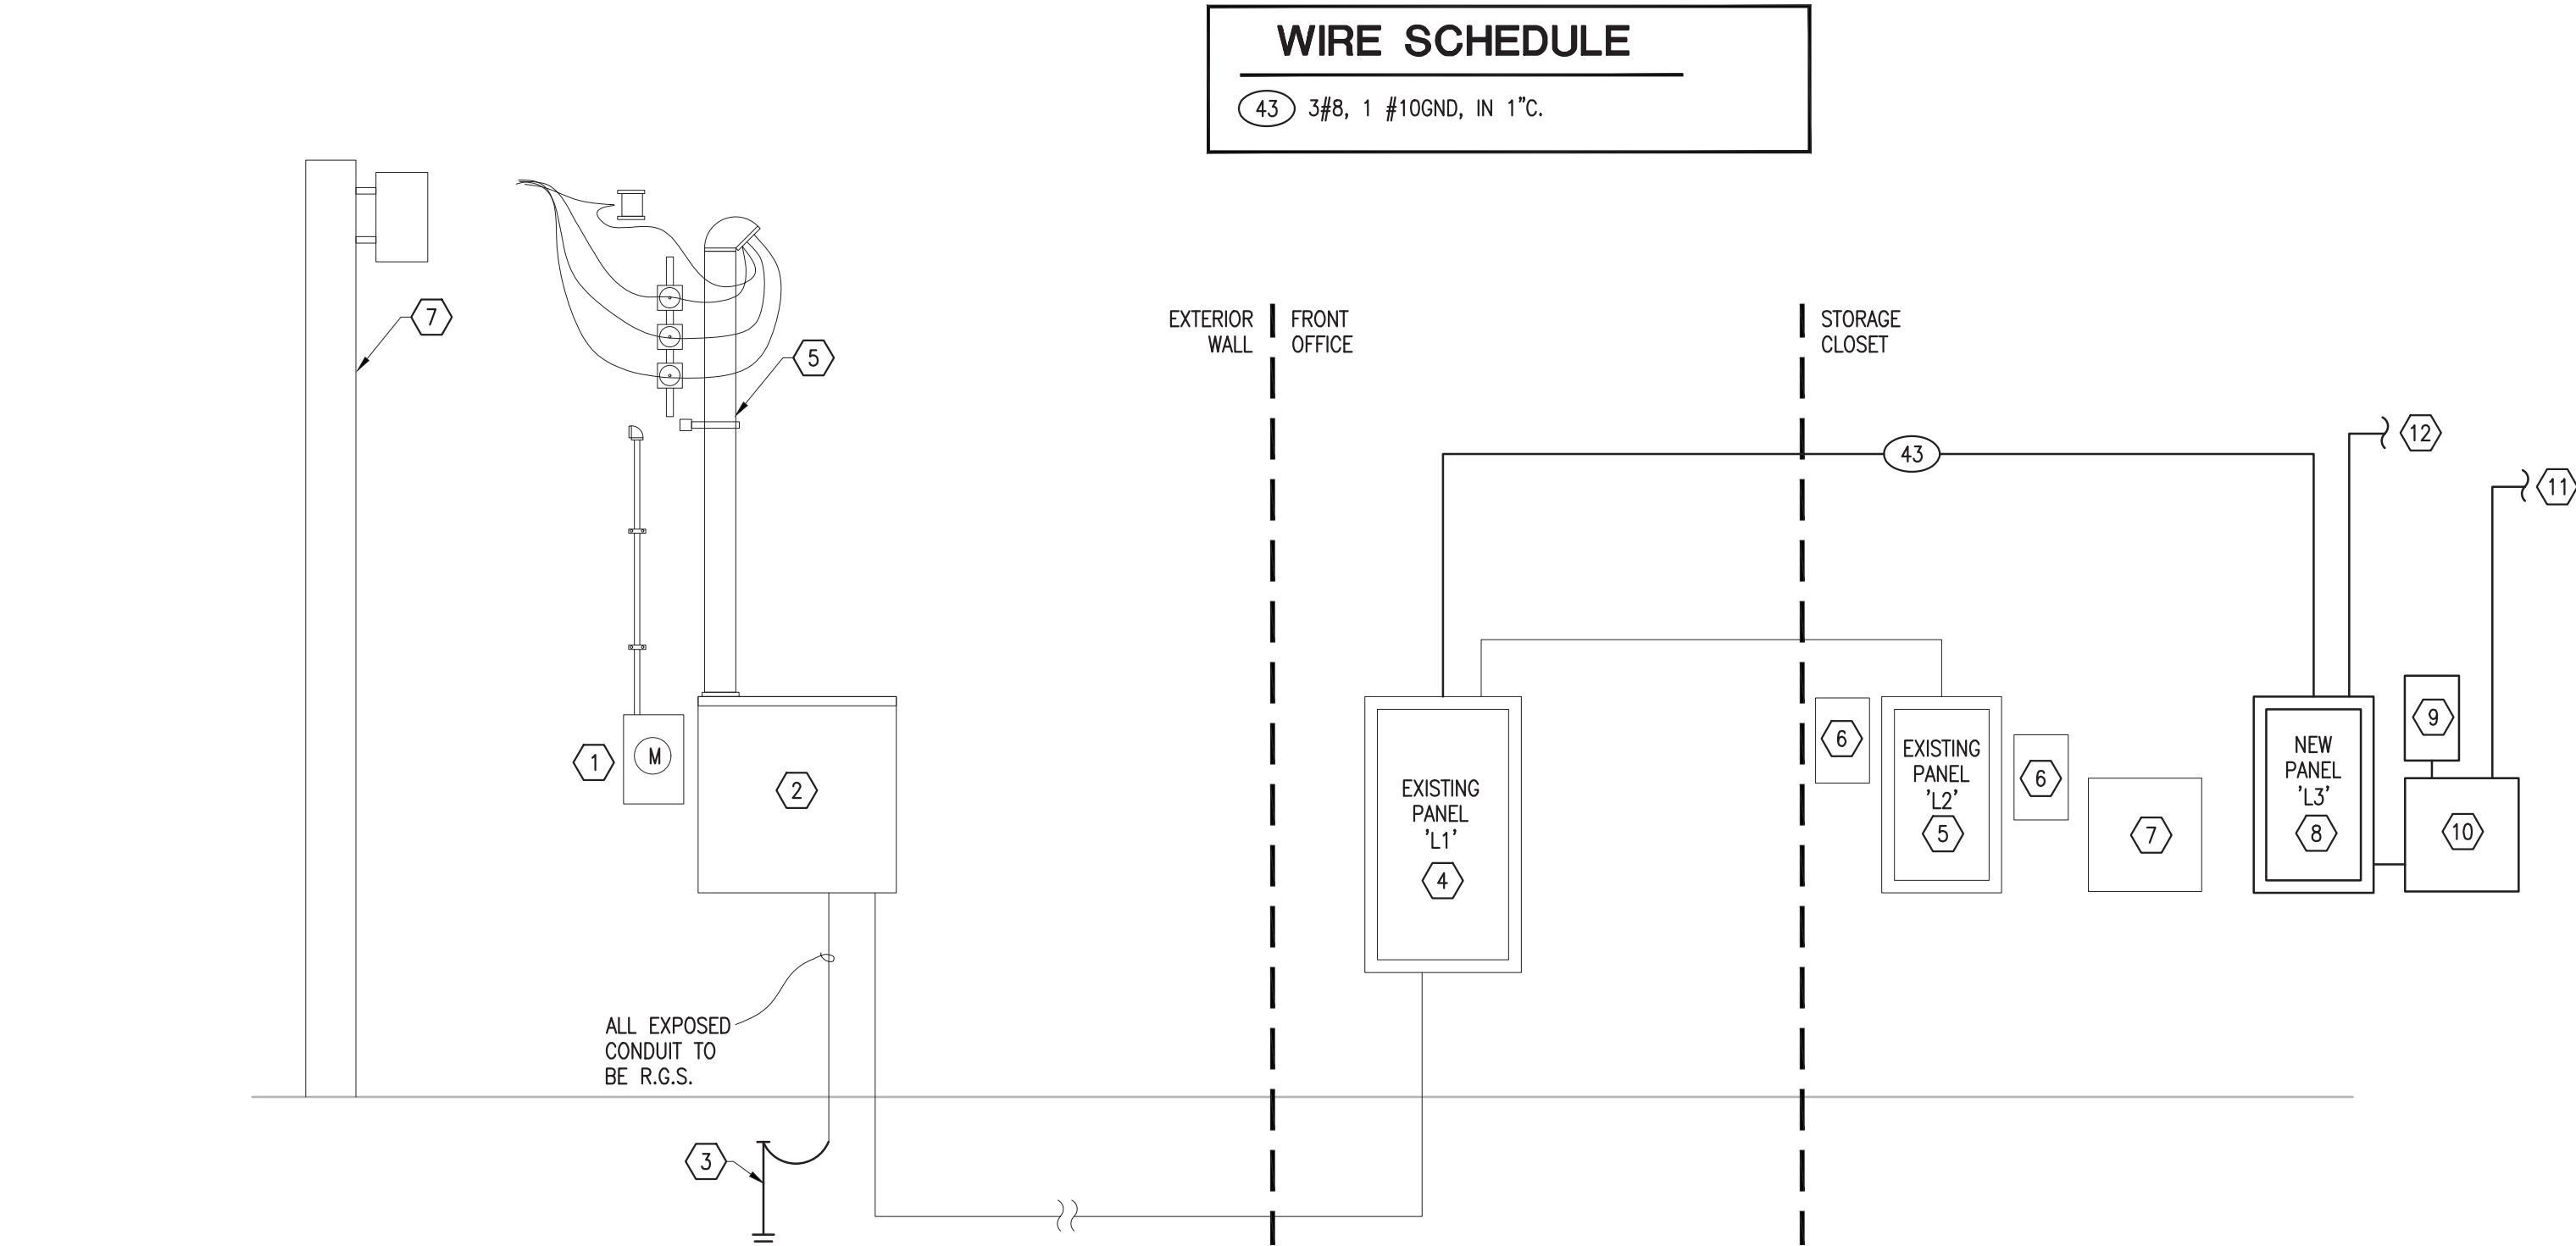 WIRE SCHEDULE
43 3#8, 1 #10GND, IN 1"C.
7
5
EXTERIOR
WALL
FRONT
OFFICE
STORAGE
CLOSET
43
12
11
1
M
2
EXISTING
PANEL
'L1'
4
6
EXISTING
PANEL
'L2'
5
6
7
NEW
PANEL
'L3'
8
9
10
ALL EXPOSED
CONDUIT TO
BE R.G.S.
3